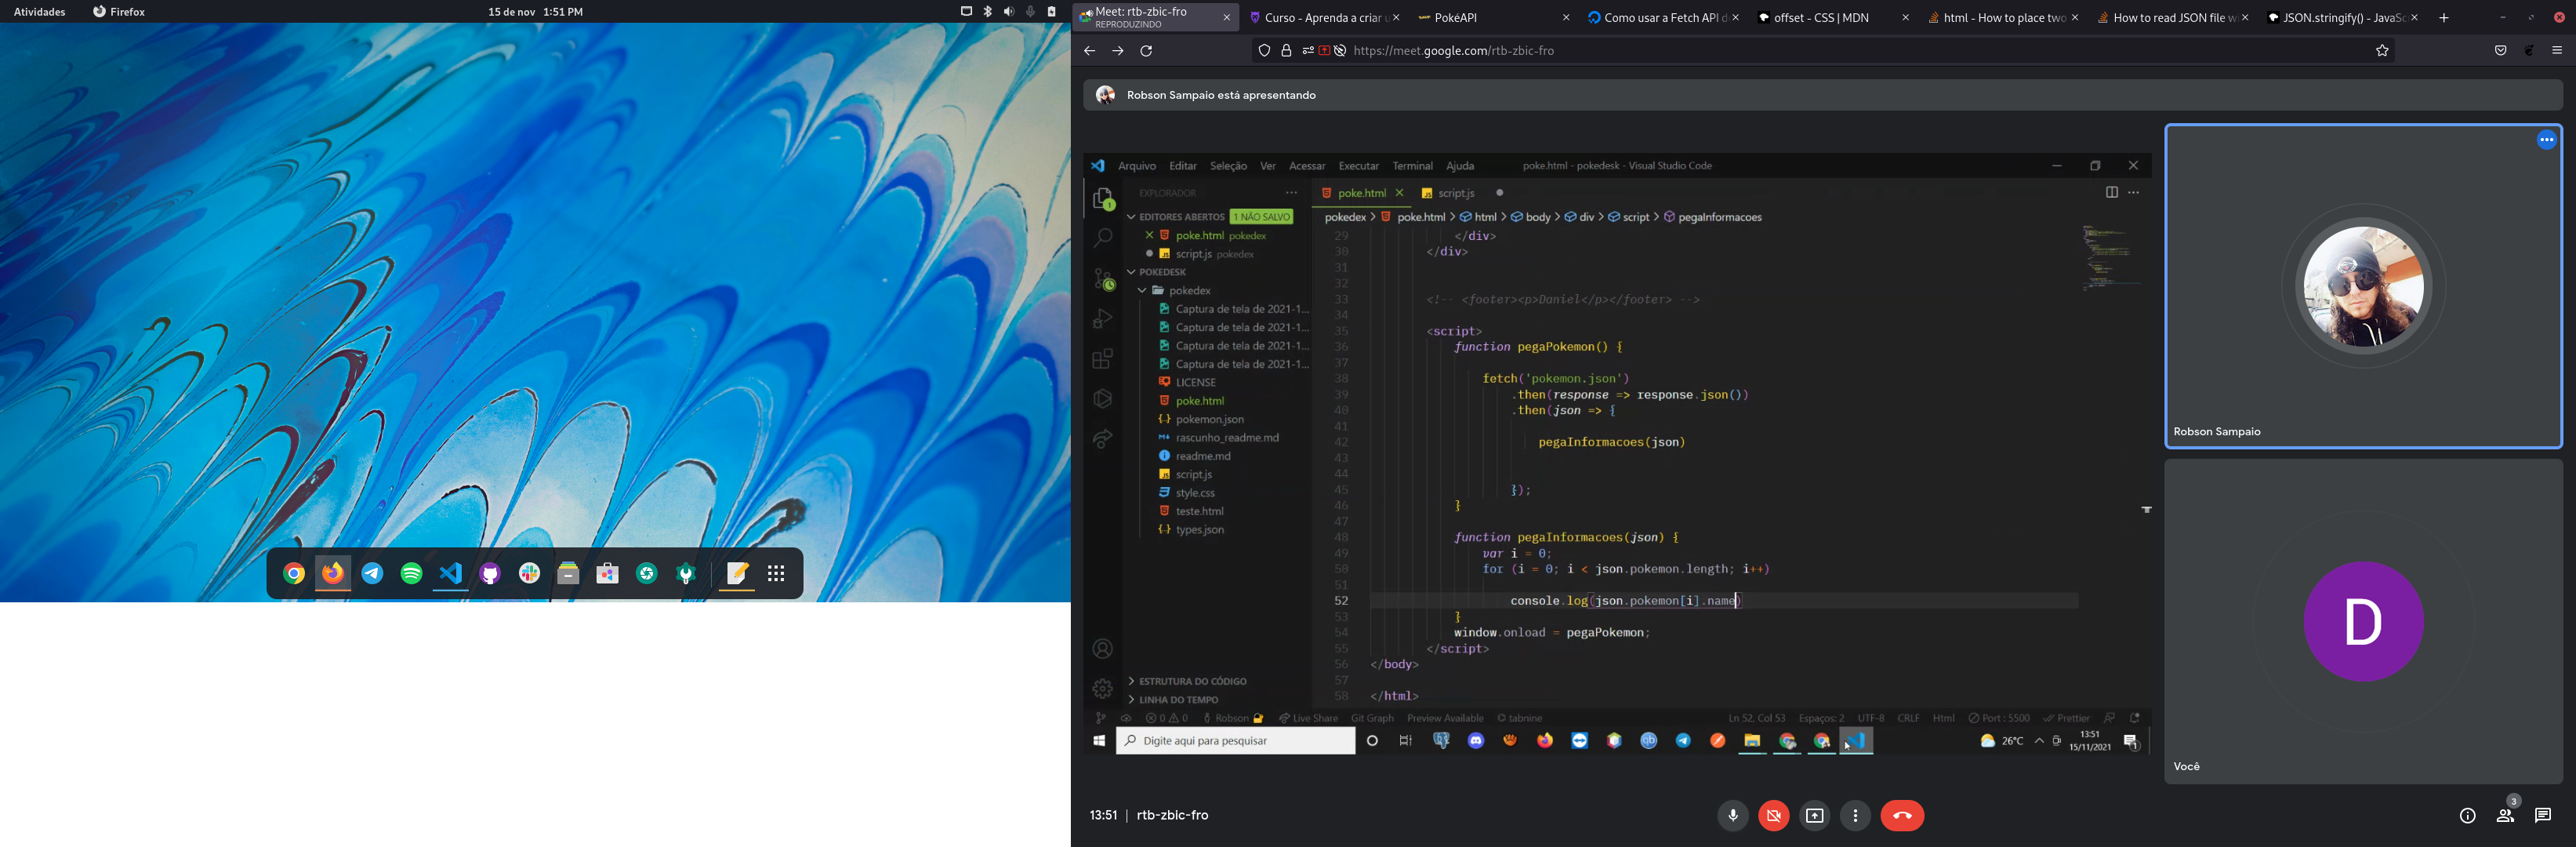 Atividades
Firefox
15 de nov 1:51 PM
Meet: rtb-zbic-fro
REPRODUZINDO
Curso - Aprenda a criar u
PokéAPI
Como usar a Fetch API d
offset - CSS | MDN
html - How to place two
How to read JSON file w
JSON.stringify() - JavaSc
https://meet.google.com/rtb-zbic-fro
Robson Sampaio está apresentando
Arquivo Editar Seleção Ver Acessar Executar Terminal Ajuda
poke.html - pokedesk - Visual Studio Code
EXPLORADOR
EDITORES ABERTOS 1 NÃO SALVO
poke.html pokedex
script.js pokedex
POKEDESK
pokedex
Captura de tela de 2021-1...
Captura de tela de 2021-1...
Captura de tela de 2021-1...
Captura de tela de 2021-1...
LICENSE
poke.html
pokemon.json
rascunho_readme.md
readme.md
script.js
style.css
teste.html
types.json
ESTRUTURA DO CÓDIGO
LINHA DO TEMPO
poke.html
script.js
pokedex > poke.html > html > body > div > script > pegaInformacoes
29 </div>
30 </div>
31
32
33 <!-- <footer><p>Daniel</p></footer> -->
34
35 <script>
36 function pegaPokemon() {
37
38 fetch('pokemon.json')
39 .then(response => response.json())
40 .then(json => {
41
42 pegaInformacoes(json)
43
44
45 });
46 }
47
48 function pegaInformacoes(json) {
49 var i = 0;
50 for (i = 0; i < json.pokemon.length; i++)
51
52 console.log(json.pokemon[i].name)
53 }
54 window.onload = pegaPokemon;
55 </script>
56 </body>
57
58 </html>
0 0 Robson Live Share Git Graph Preview Available tabnine
Ln 52, Col 53 Espaços: 2 UTF-8 CRLF Html Port : 5500 Prettier
Digite aqui para pesquisar
26°C
13:51
15/11/2021
1
Robson Sampaio
D
Você
13:51 | rtb-zbic-fro
3